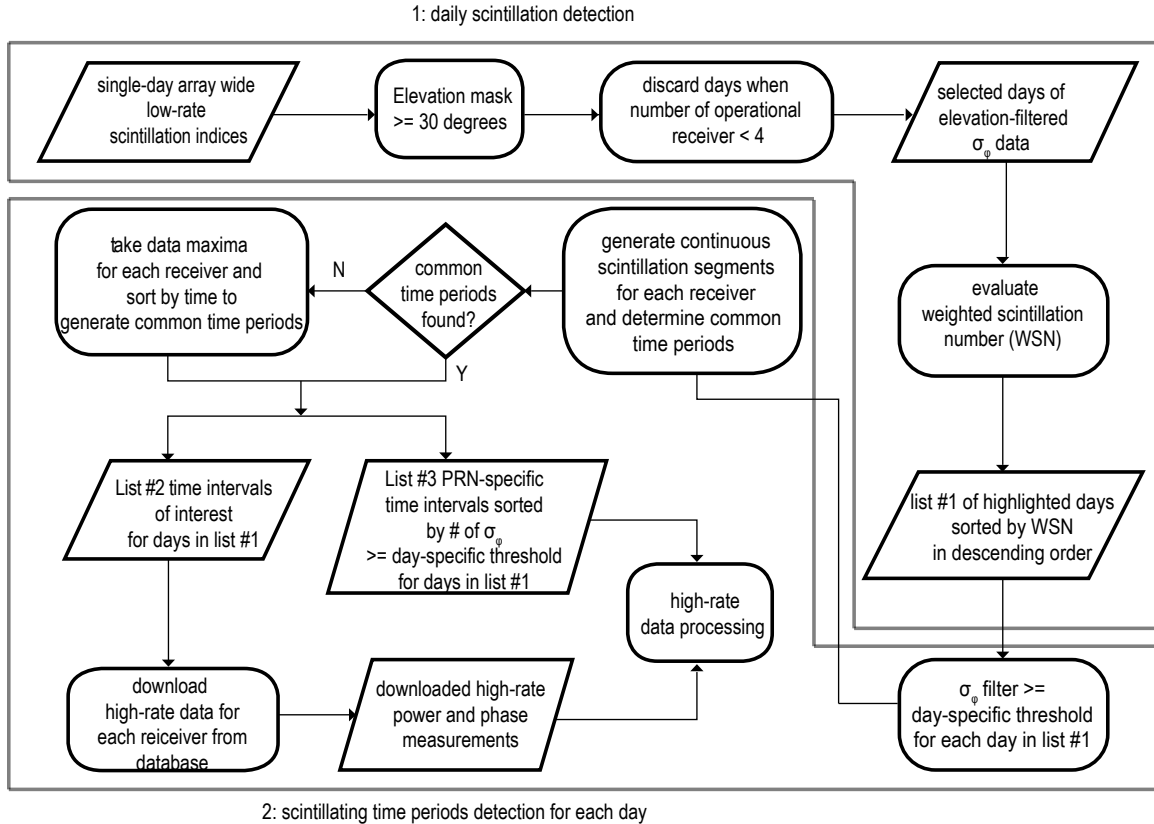 1: daily scintillation detection
single-day array wide
low-rate
scintillation indices
Elevation mask
>= 30 degrees
discard days when
number of operational
receiver < 4
selected days of
elevation-filtered
σφ data
take data maxima
for each receiver and
sort by time to
generate common time periods
N
common
time periods
found?
Y
generate continuous
scintillation segments
for each receiver
and determine common
time periods
evaluate
weighted scintillation
number (WSN)
List #2 time intervals
of interest
for days in list #1
List #3 PRN-specific
time intervals sorted
by # of σφ
>= day-specific threshold
for days in list #1
list #1 of highlighted days
sorted by WSN
in descending order
high-rate
data processing
download
high-rate data for
each reiceiver from
database
downloaded high-rate
power and phase
measurements
σφ filter >=
day-specific threshold
for each day in list #1
2: scintillating time periods detection for each day